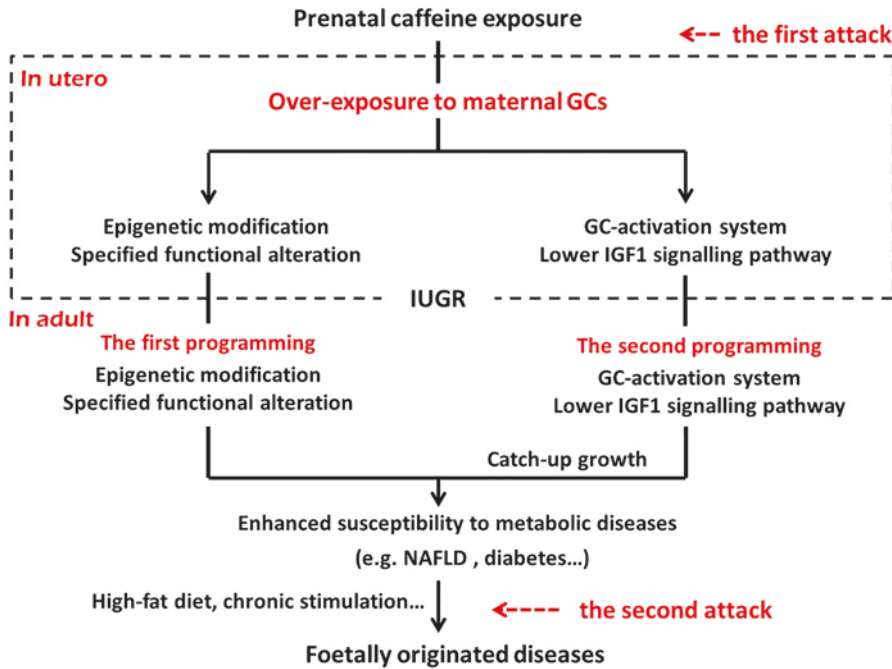 Prenatal caffeine exposure
the first attack
In utero
Over-exposure to maternal GCs
Epigenetic modification
Specified functional alteration
GC-activation system
Lower IGF1 signalling pathway
IUGR
In adult
The first programming
Epigenetic modification
Specified functional alteration
The second programming
GC-activation system
Lower IGF1 signalling pathway
Catch-up growth
Enhanced susceptibility to metabolic diseases
(e.g. NAFLD , diabetes…)
High-fat diet, chronic stimulation…
the second attack
Foetally originated diseases